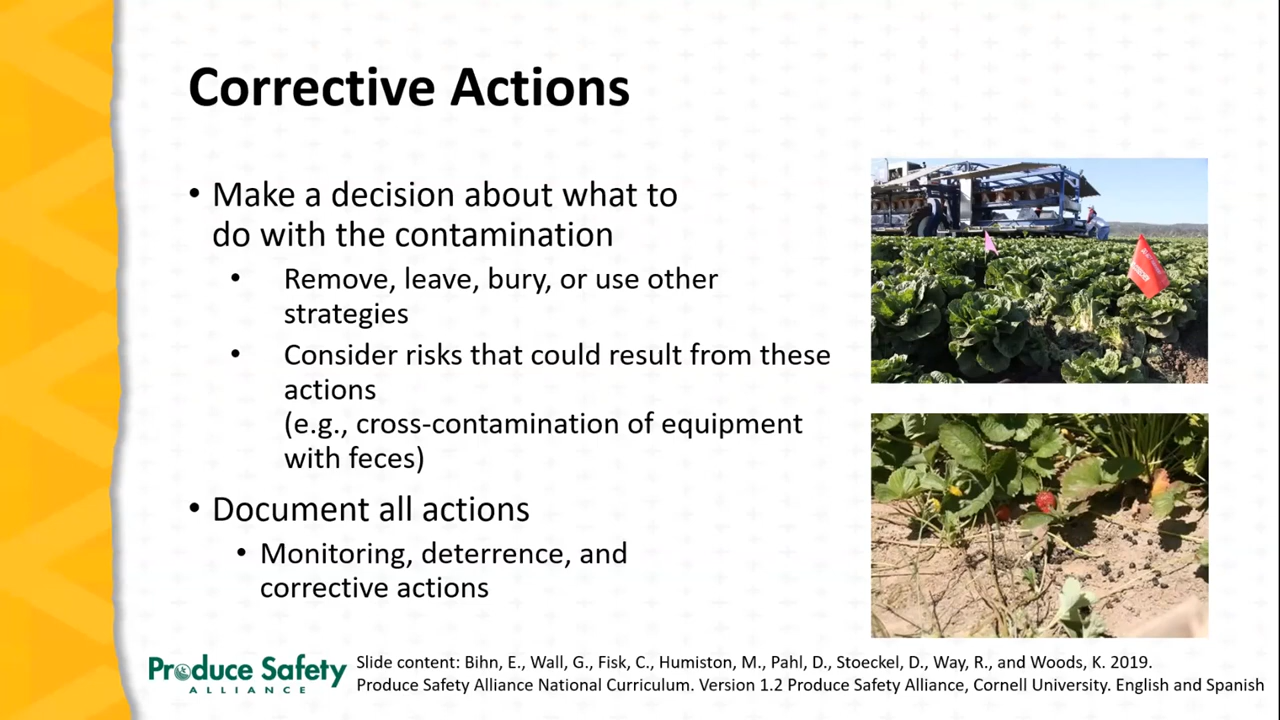 Corrective Actions
• Make a decision about what to
do with the contamination
• Remove, leave, bury, or use other
strategies
• Consider risks that could result from these
actions
(e.g., cross-contamination of equipment
with feces)
• Document all actions
• Monitoring, deterrence, and
corrective actions
Produce Safety
ALLIANCE
Slide content: Bihn, E., Wall, G., Fisk, C., Humiston, M., Pahl, D., Stoeckel, D., Way, R., and Woods, K. 2019.
Produce Safety Alliance National Curriculum. Version 1.2 Produce Safety Alliance, Cornell University. English and Spanish